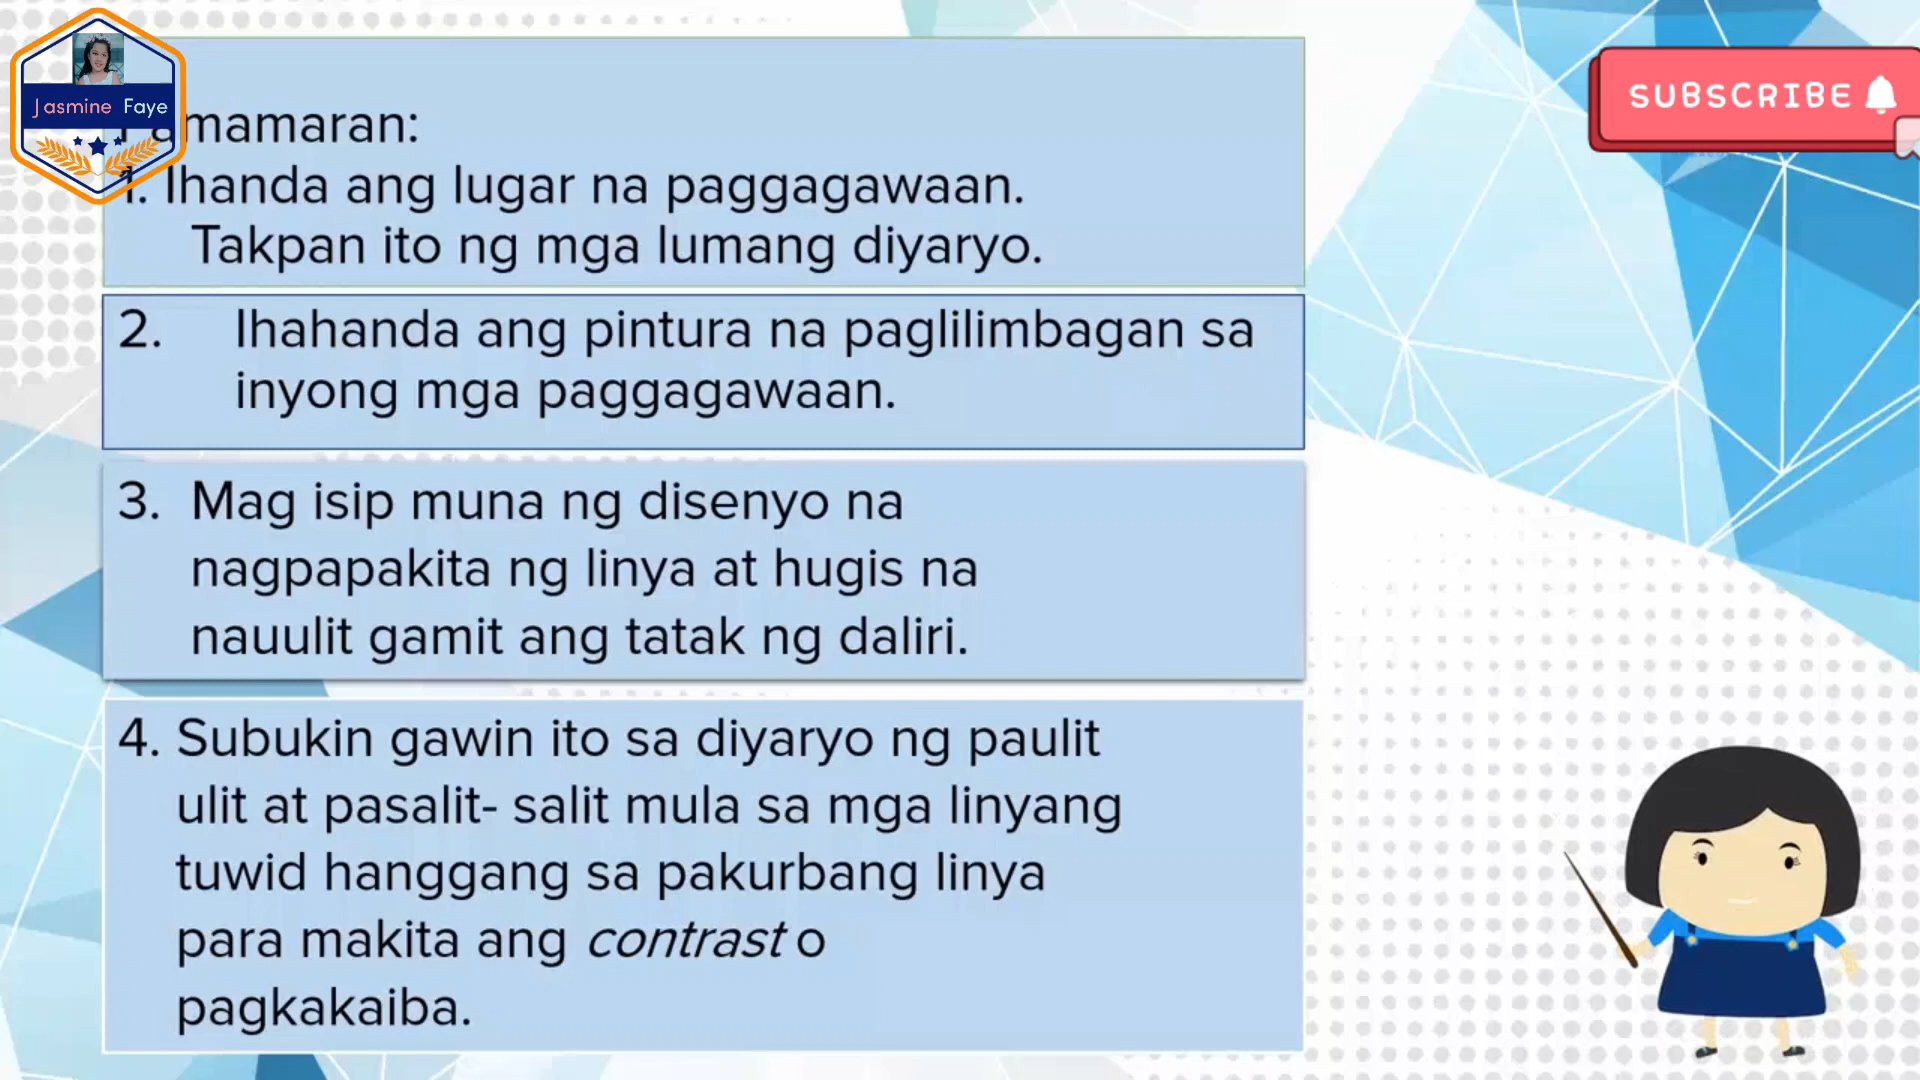 Jasmine Faye
SUBSCRIBE
Pamamaran:
1. Ihanda ang lugar na paggagawaan.
Takpan ito ng mga lumang diyaryo.
2. Ihahanda ang pintura na paglilimbagan sa
inyong mga paggagawaan.
3. Mag isip muna ng disenyo na
nagpapakita ng linya at hugis na
nauulit gamit ang tatak ng daliri.
4. Subukin gawin ito sa diyaryo ng paulit
ulit at pasalit- salit mula sa mga linyang
tuwid hanggang sa pakurbang linya
para makita ang contrast o
pagkakaiba.